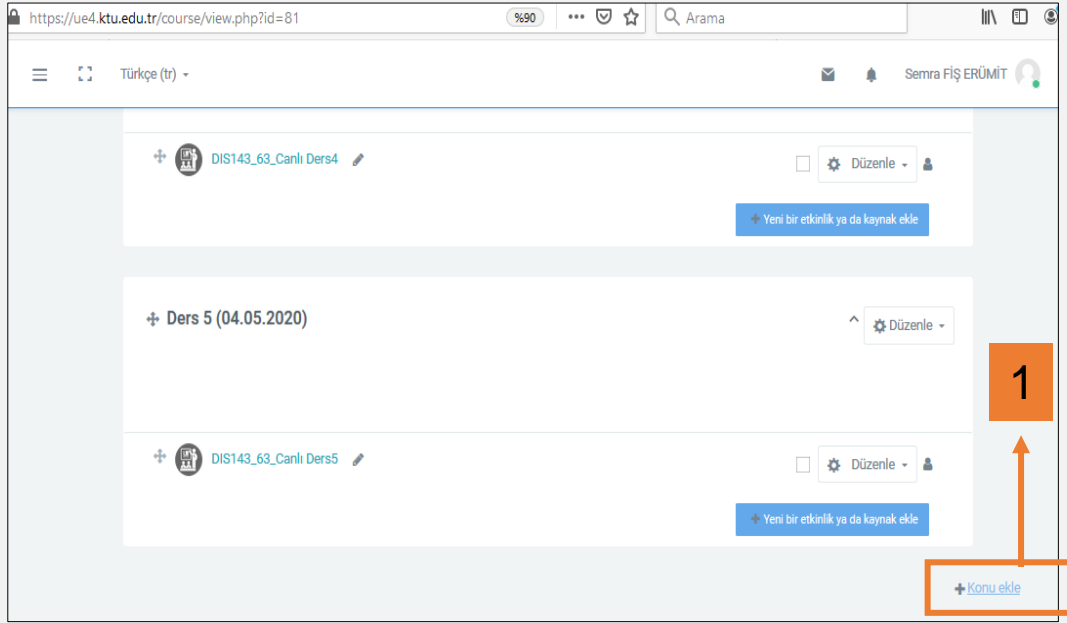 https://ue4.ktu.edu.tr/course/view.php?id=81 %90 Arama
Türkçe (tr) Semra FİŞ ERÜMİT
DIS143_63_Canlı Ders4 Düzenle
Yeni bir etkinlik ya da kaynak ekle
Ders 5 (04.05.2020) Düzenle
1
DIS143_63_Canlı Ders5 Düzenle
Yeni bir etkinlik ya da kaynak ekle
Konu ekle